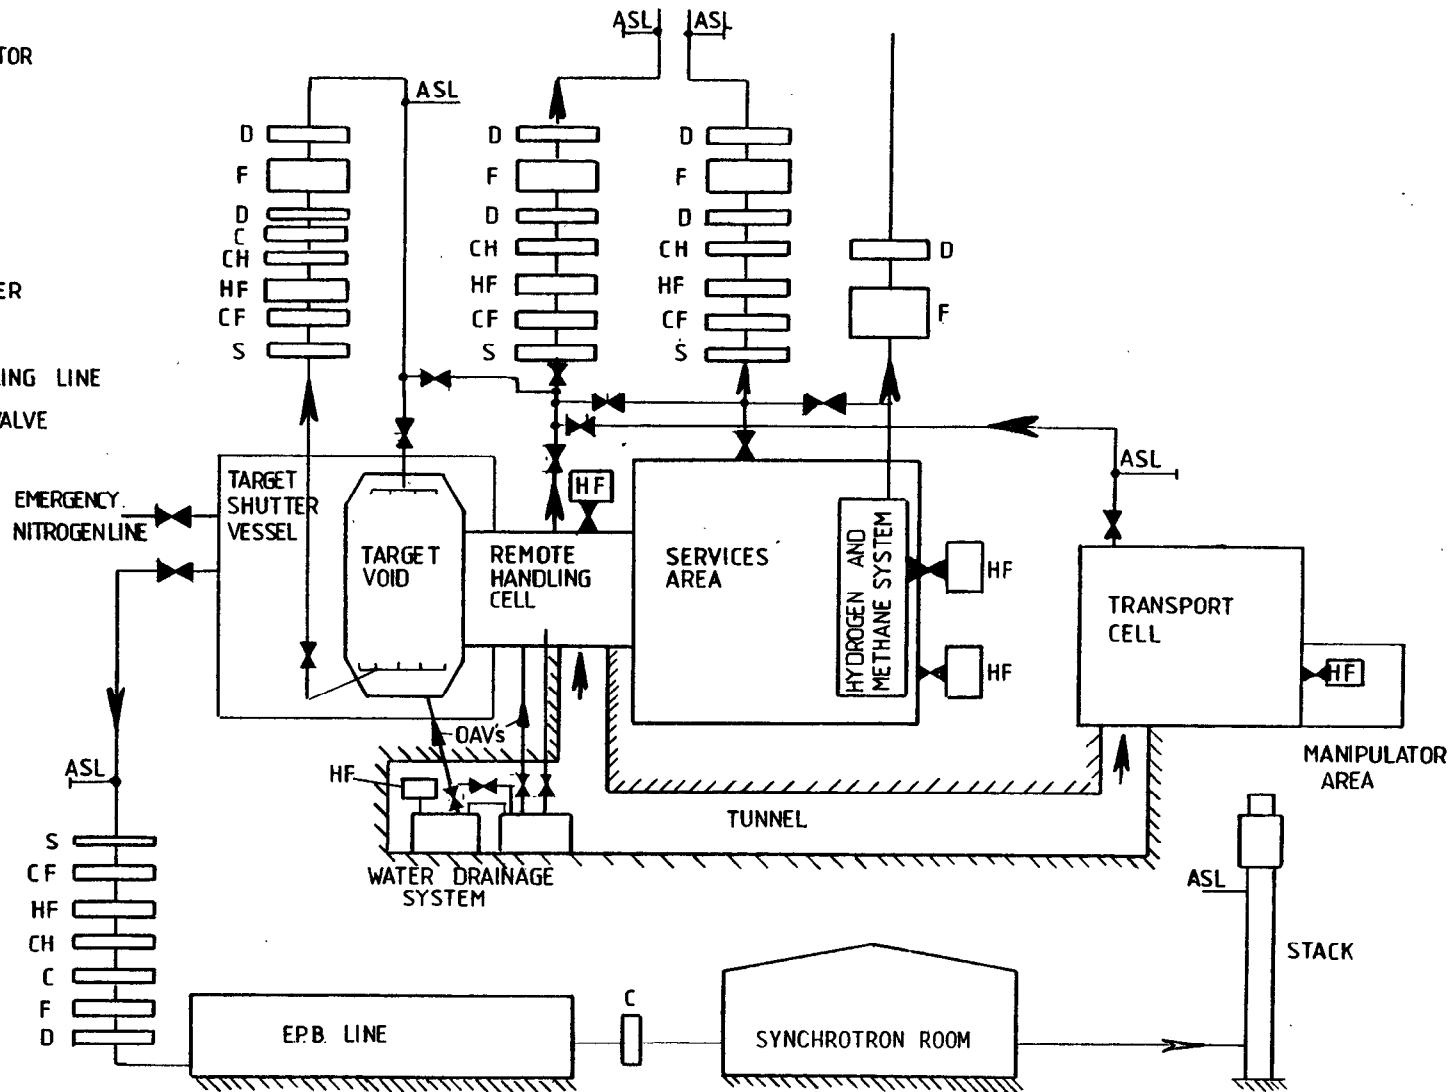 ASL
ASL
TOR
ASL
D
D
D
F
F
F
D
D
D
C
CH
CH
CH
D
HF
HF
HF
ER
CF
CF
CF
F
S
S
S
ING LINE
VALVE
ASL
TARGET
SHUTTER
VESSEL
EMERGENCY
NITROGEN LINE
HF
TARGET
VOID
REMOTE
HANDLING
CELL
SERVICES
AREA
HYDROGEN AND
METHANE SYSTEM
HF
HF
TRANSPORT
CELL
HF
OAV's
MANIPULATOR
AREA
ASL
HF
TUNNEL
WATER DRAINAGE
SYSTEM
S
CF
HF
CH
C
F
D
ASL
STACK
E.P.B. LINE
C
SYNCHROTRON ROOM